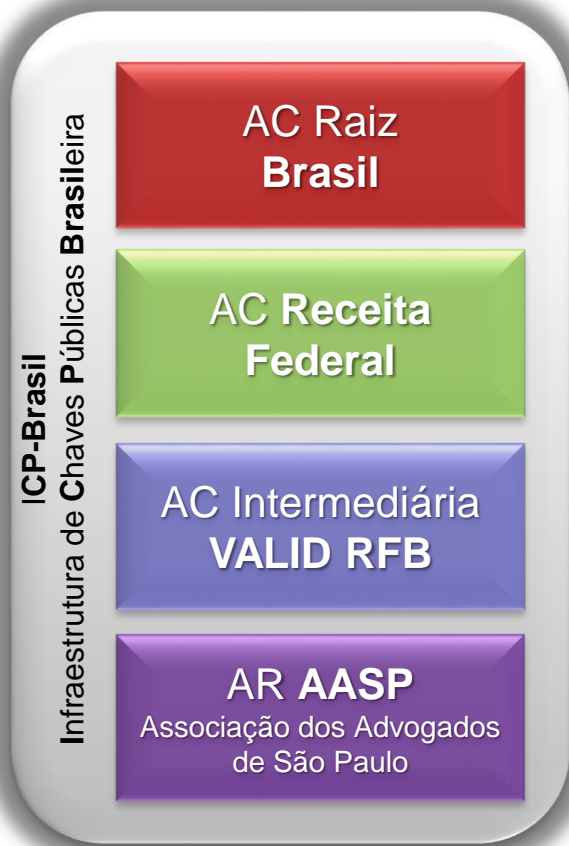 ICP-Brasil
Infraestrutura de Chaves Públicas Brasileira
AC Raiz
Brasil
AC Receita
Federal
AC Intermediária
VALID RFB
AR AASP
Associação dos Advogados
de São Paulo